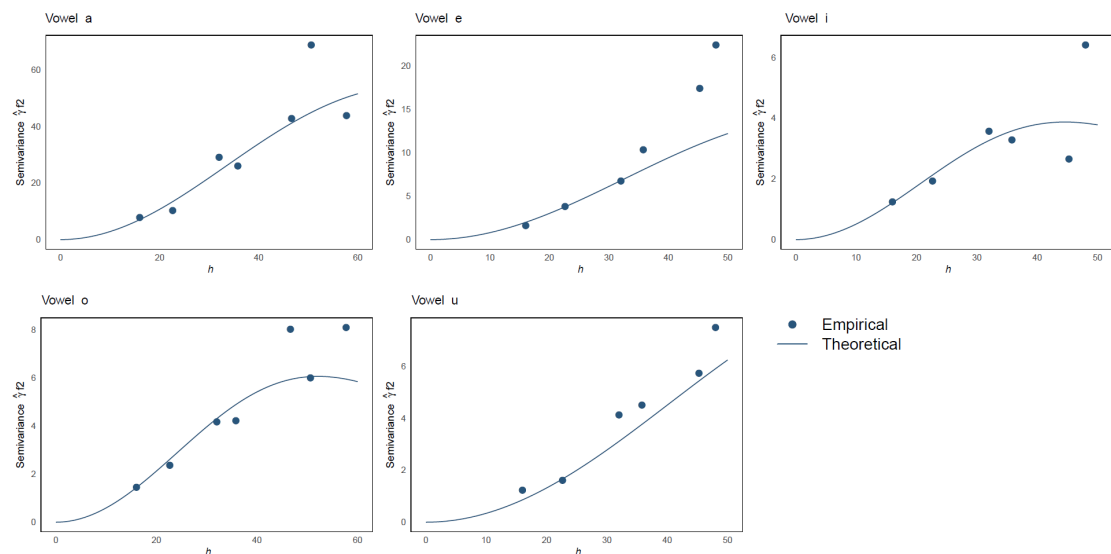 Vowel a
Semivariance γ̂ f2
60
40
20
0
0 20 40 60
h
Vowel e
Semivariance γ̂ f2
20
15
10
5
0
0 10 20 30 40 50
h
Vowel i
Semivariance γ̂ f2
6
4
2
0
0 10 20 30 40 50
h
Vowel o
Semivariance γ̂ f2
8
6
4
2
0
0 20 40 60
h
Vowel u
Semivariance γ̂ f2
6
4
2
0
0 10 20 30 40 50
h
Empirical
Theoretical